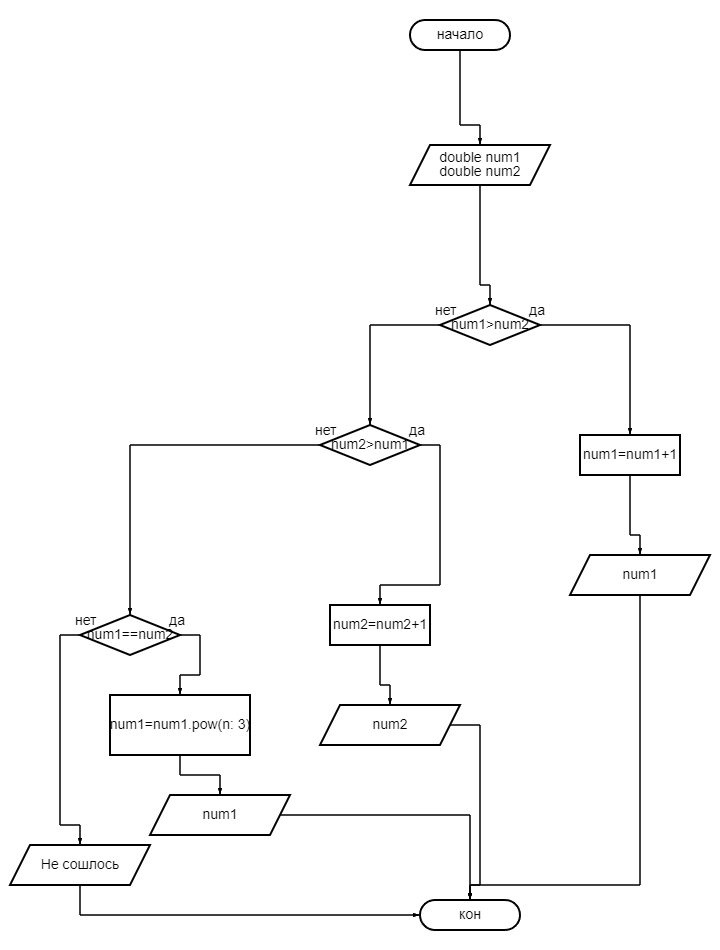 начало
double num1
double num2
нет
да
num1>num2
нет
да
num2>num1
num1=num1+1
num1
нет
да
num1==num2
num2=num2+1
num1=num1.pow(n: 3)
num2
num1
Не сошлось
кон